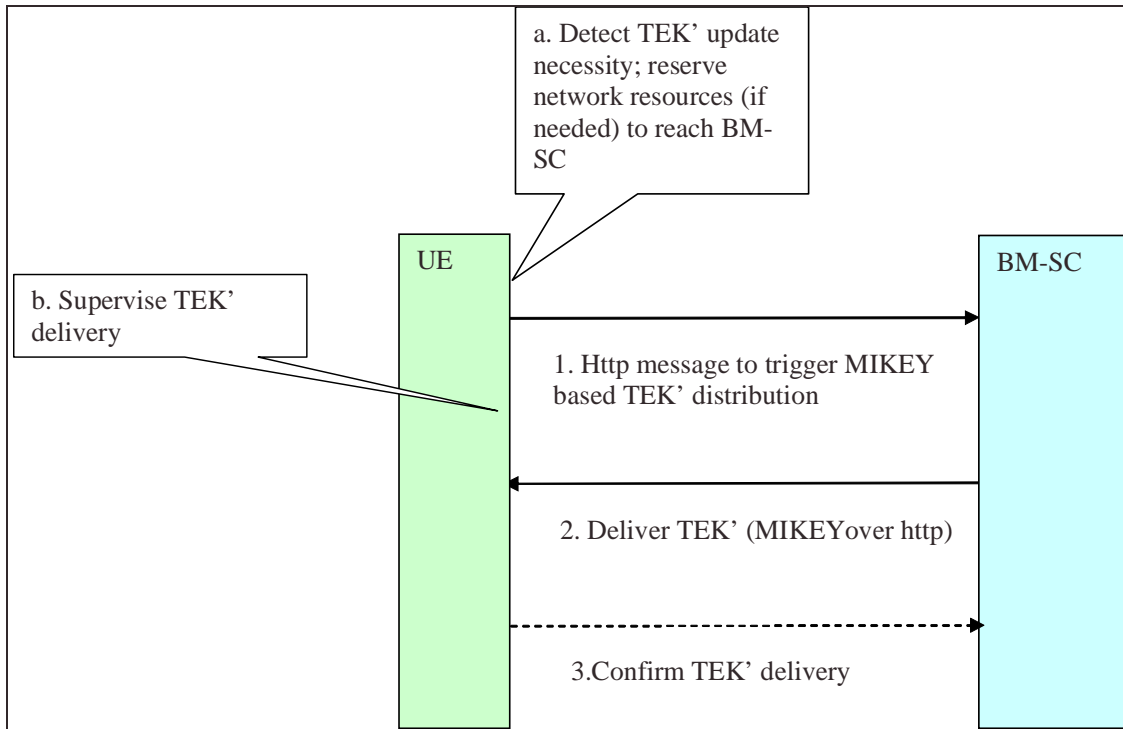 a. Detect TEK’ update
necessity; reserve
network resources (if
needed) to reach BM-
SC
UE
BM-SC
b. Supervise TEK’
delivery
1. Http message to trigger MIKEY
based TEK’ distribution
2. Deliver TEK’ (MIKEYover http)
3.Confirm TEK’ delivery